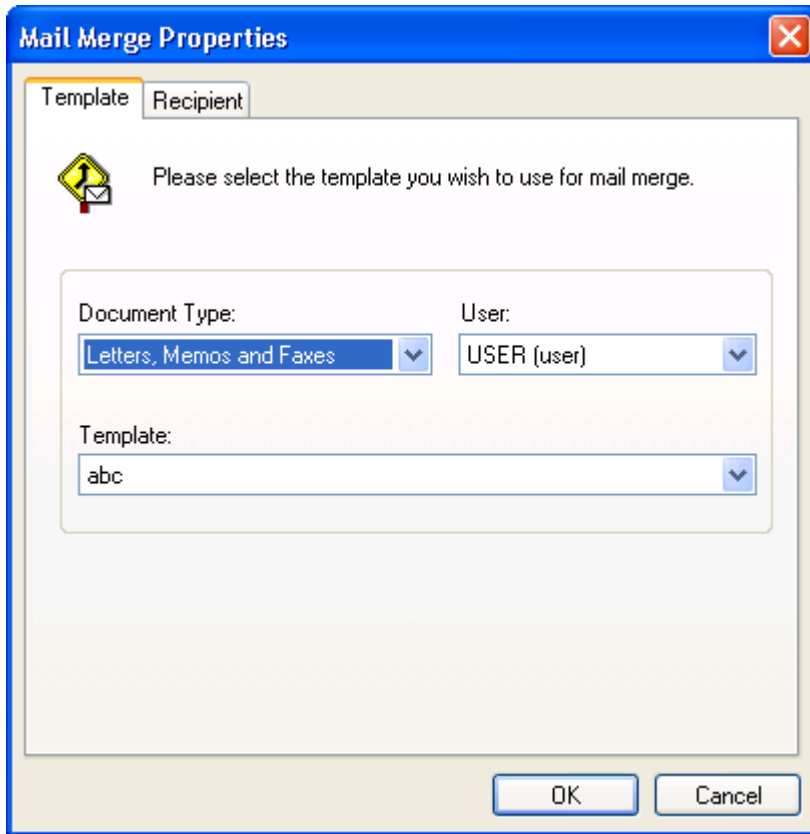 Mail Merge Properties
Template Recipient
Please select the template you wish to use for mail merge.
Document Type: User:
Letters, Memos and Faxes USER (user)
Template:
abc
OK Cancel